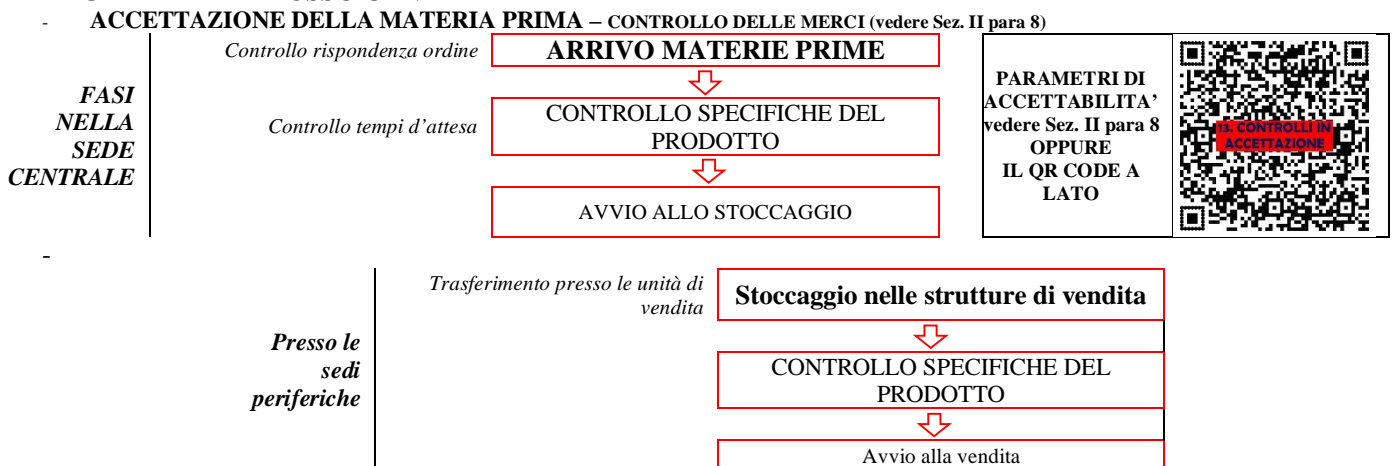 - ACCETTAZIONE DELLA MATERIA PRIMA – CONTROLLO DELLE MERCI (vedere Sez. II para 8)
Controllo rispondenza ordine
ARRIVO MATERIE PRIME
FASI
NELLA
SEDE
CENTRALE
Controllo tempi d'attesa
CONTROLLO SPECIFICHE DEL
PRODOTTO
AVVIO ALLO STOCCAGGIO
PARAMETRI DI
ACCETTABILITA'
vedere Sez. II para 8
OPPURE
IL QR CODE A
LATO
13. CONTROLLI IN
ACCETTAZIONE
-
Trasferimento presso le unità di
vendita
Stoccaggio nelle strutture di vendita
Presso le
sedi
periferiche
CONTROLLO SPECIFICHE DEL
PRODOTTO
Avvio alla vendita